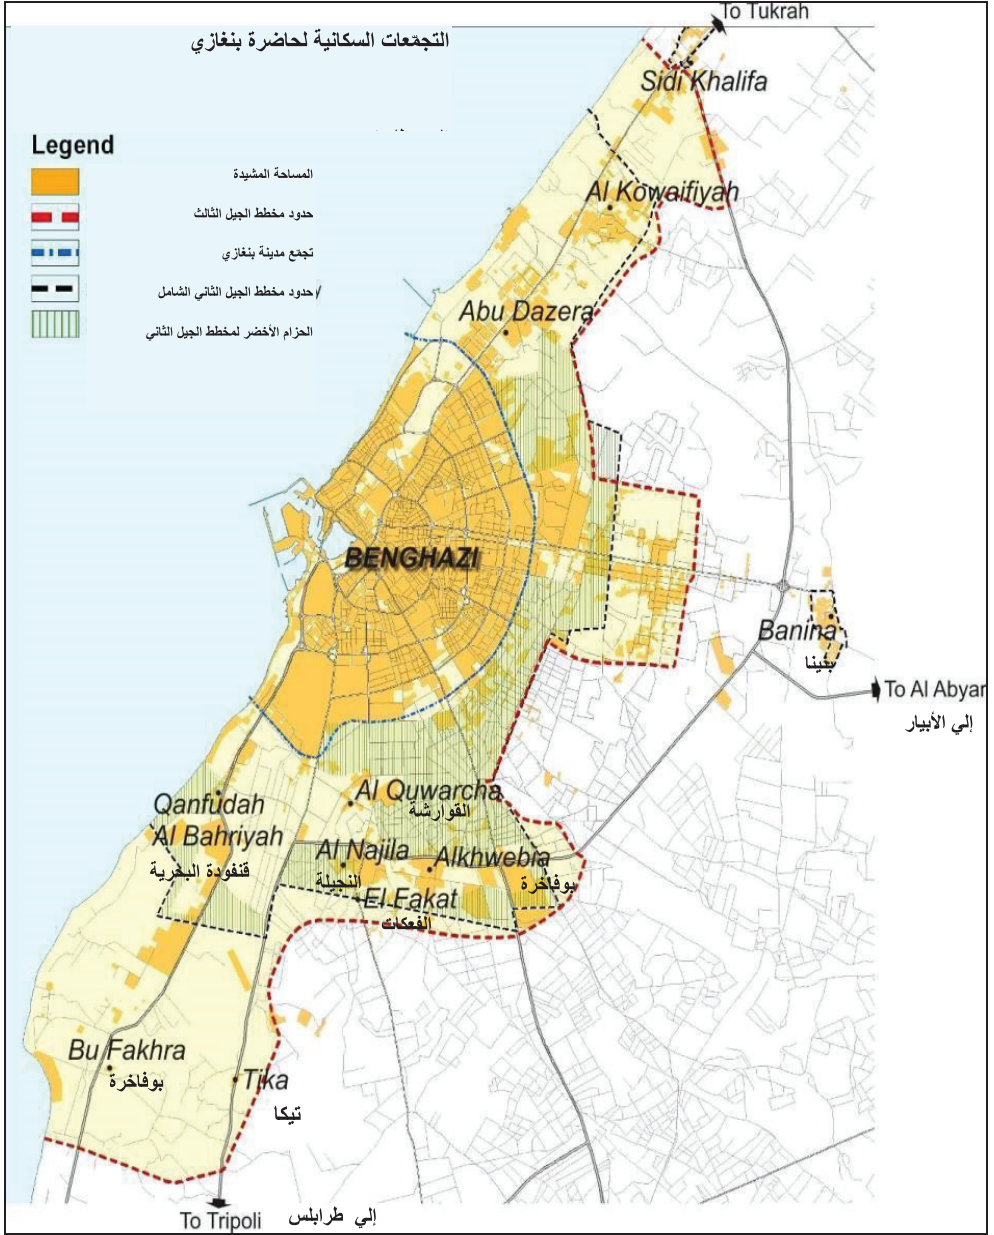 To Tukrah
التجمّعات السكانية لحاضرة بنغازي
Sidi Khalifa
Legend
المساحة المشيدة
حدود مخطط الجيل الثالث
تجمّع مدينة بنغازي
حدود مخطط الجيل الثاني الشامل
الحزام الأخضر لمخطط الجيل الثاني
Al Kowaifiyah
Abu Dazera
BENGHAZI
Banina
بنينا
To Al Abyar
إلي الأبيار
Qanfudah
Al Bahriyah
قنفودة البحرية
Al Quwarcha
القوارشة
Al Najila
النجيلة
Alkhwebia
بوفاخرة
El Fakat
الفعكات
Bu Fakhra
بوفاخرة
Tika
تيكا
To Tripoli
إلي طرابلس